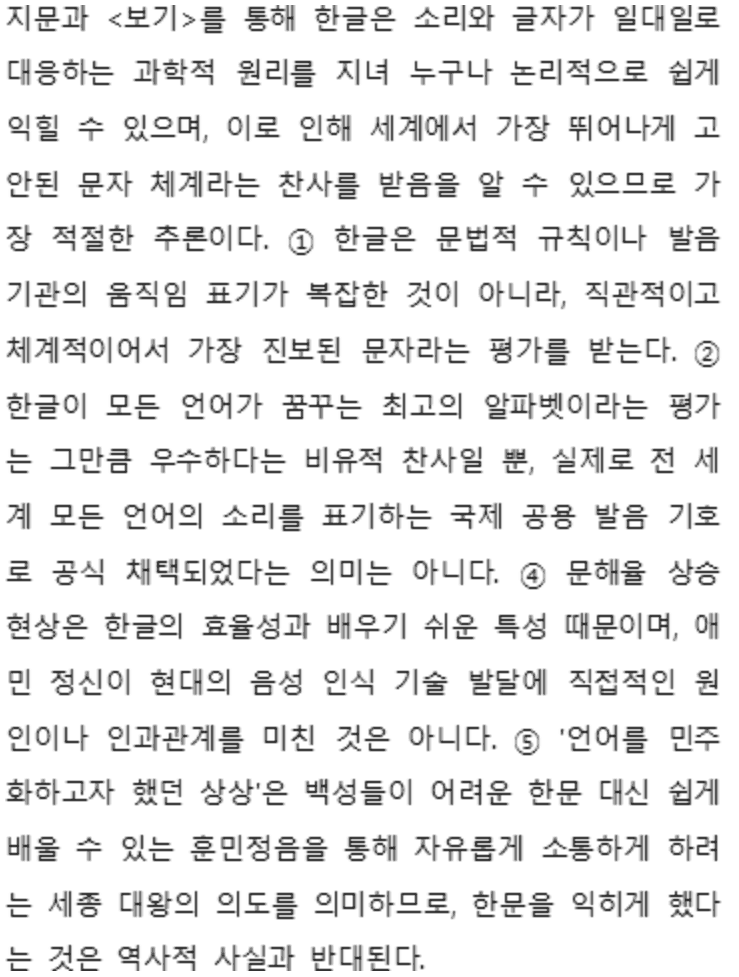 지문과 <보기>를 통해 한글은 소리와 글자가 일대일로
대응하는 과학적 원리를 지녀 누구나 논리적으로 쉽게
익힐 수 있으며, 이로 인해 세계에서 가장 뛰어나게 고
안된 문자 체계라는 찬사를 받음을 알 수 있으므로 가
장 적절한 추론이다. ① 한글은 문법적 규칙이나 발음
기관의 움직임 표기가 복잡한 것이 아니라, 직관적이고
체계적이어서 가장 진보된 문자라는 평가를 받는다. ②
한글이 모든 언어가 꿈꾸는 최고의 알파벳이라는 평가
는 그만큼 우수하다는 비유적 찬사일 뿐, 실제로 전 세
계 모든 언어의 소리를 표기하는 국제 공용 발음 기호
로 공식 채택되었다는 의미는 아니다. ④ 문해율 상승
현상은 한글의 효율성과 배우기 쉬운 특성 때문이며, 애
민 정신이 현대의 음성 인식 기술 발달에 직접적인 원
인이나 인과관계를 미친 것은 아니다. ⑤ '언어를 민주
화하고자 했던 상상'은 백성들이 어려운 한문 대신 쉽게
배울 수 있는 훈민정음을 통해 자유롭게 소통하게 하려
는 세종 대왕의 의도를 의미하므로, 한문을 익히게 했다
는 것은 역사적 사실과 반대된다.